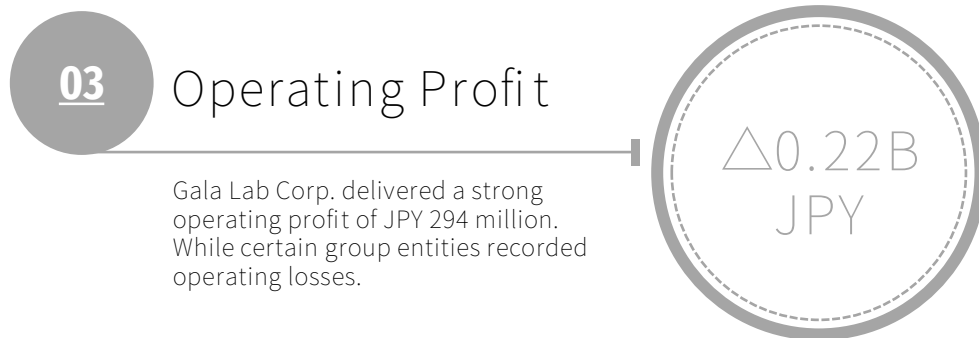 03
Operating Profit
Gala Lab Corp. delivered a strong
operating profit of JPY 294 million.
While certain group entities recorded
operating losses.
△0.22B
JPY